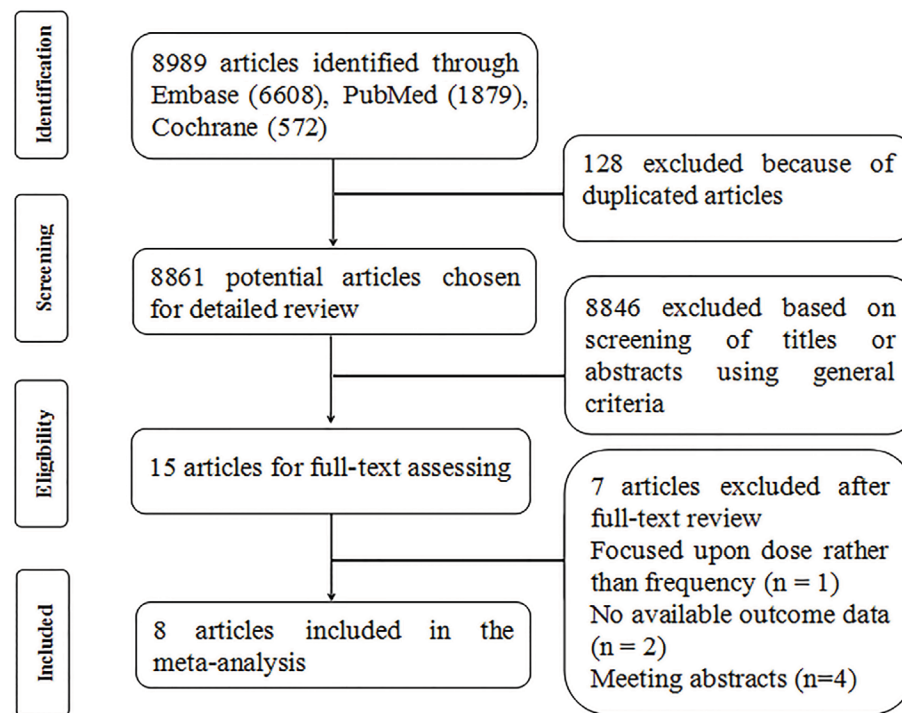 Identification
8989 articles identified through
Embase (6608), PubMed (1879),
Cochrane (572)
128 excluded because of
duplicated articles
Screening
8861 potential articles chosen
for detailed review
8846 excluded based on
screening of titles or
abstracts using general
criteria
Eligibility
15 articles for full-text assessing
7 articles excluded after
full-text review
Focused upon dose rather
than frequency (n = 1)
No available outcome data
(n = 2)
Meeting abstracts (n=4)
Included
8 articles included in the
meta-analysis